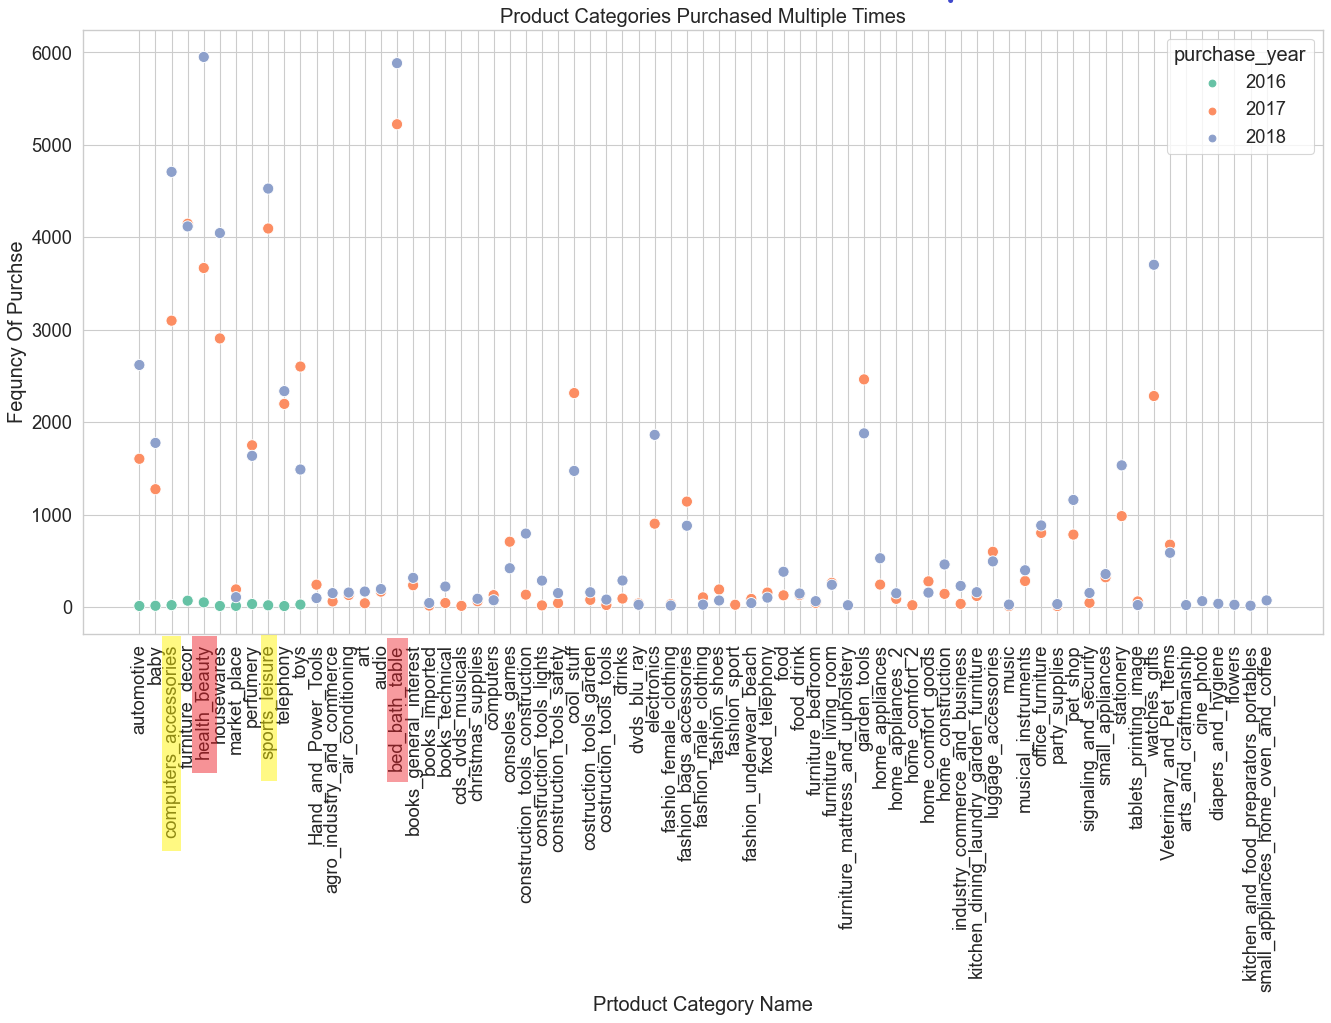 Product Categories Purchased Multiple Times
purchase_year
2016
2017
2018
6000
5000
4000
3000
2000
1000
0
Fequncy Of Purchse
automotive
baby
computers_accessories
furniture_decor
health_beauty
housewares
market_place
perfumery
sports_leisure
telephony
toys
Hand_and_Power_Tools
agro_industry_and_commerce
air_conditioning
art
audio
bed_bath_table
books_general_interest
books_imported
books_technical
cds_dvds_musicals
christmas_supplies
computers
consoles_games
construction_tools_construction
construction_tools_lights
construction_tools_safety
cool_stuff
costruction_tools_garden
costruction_tools_tools
drinks
dvds_blu_ray
electronics
fashio_female_clothing
fashion_bags_accessories
fashion_male_clothing
fashion_shoes
fashion_sport
fashion_underwear_beach
fixed_telephony
food
food_drink
furniture_bedroom
furniture_living_room
furniture_mattress_and_upholstery
garden_tools
home_appliances
home_appliances_2
home_comfort_2
home_comfort_goods
home_construction
industry_commerce_and_business
kitchen_dining_laundry_garden_furniture
luggage_accessories
music
musical_instruments
office_furniture
party_supplies
pet_shop
signaling_and_security
small_appliances
stationery
tablets_printing_image
watches_gifts
Veterinary_and_Pet_Items
arts_and_craftmanship
cine_photo
diapers_and_hygiene
flowers
kitchen_and_food_preparators_portables
small_appliances_home_oven_and_coffee
Prtoduct Category Name